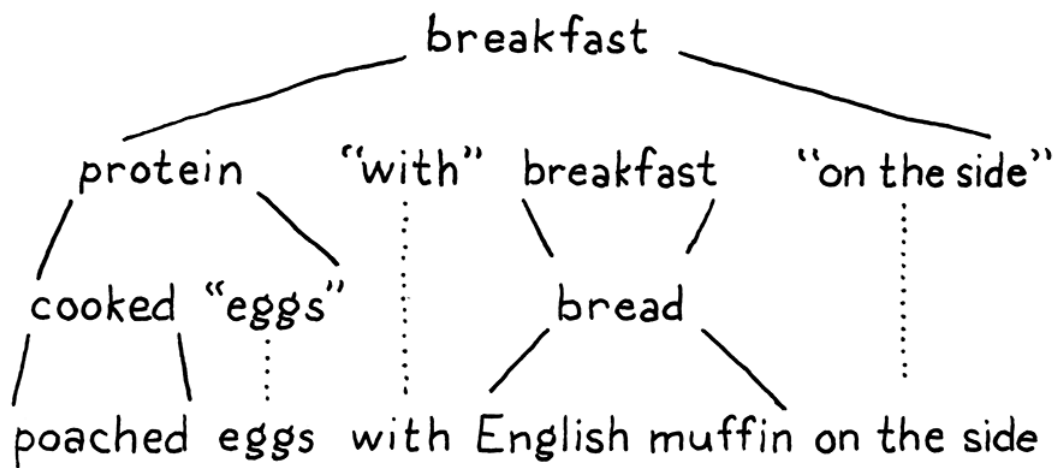 breakfast
protein “with” breakfast “on the side”
cooked “eggs” bread
poached eggs with English muffin on the side